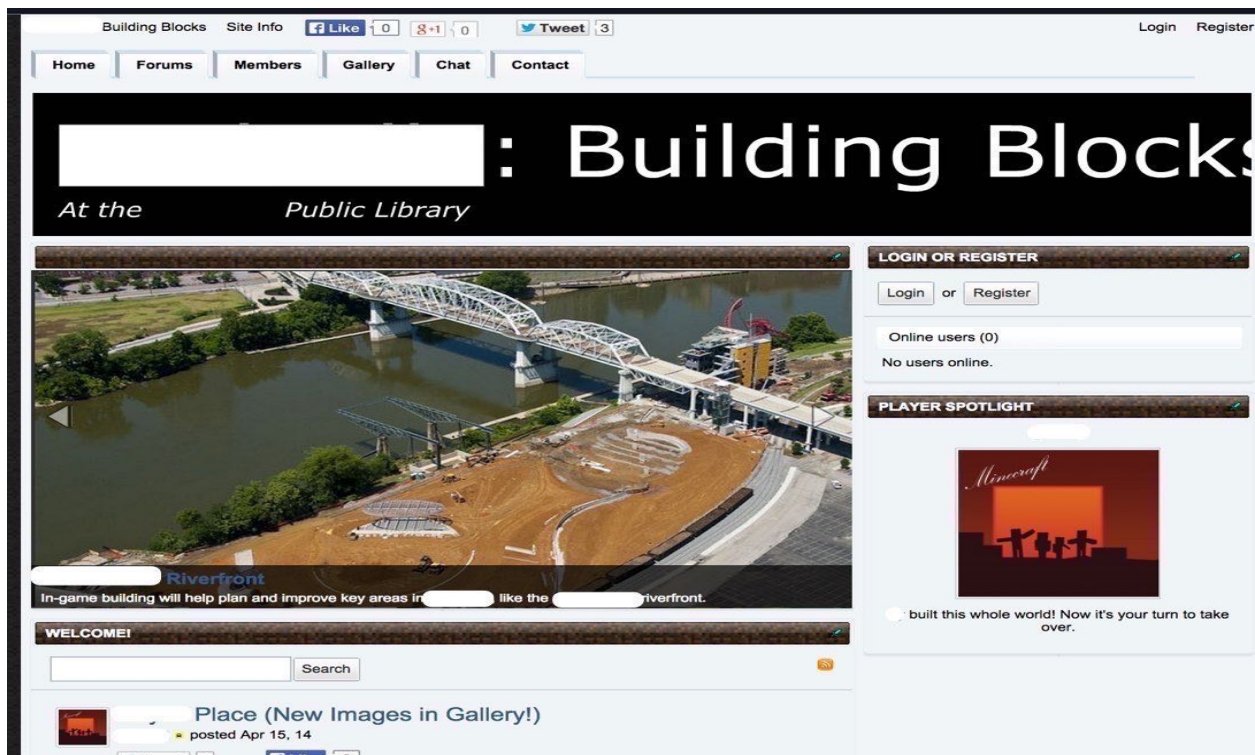 Building Blocks Site Info Like 0 g+1 0 Tweet 3 Login Register
Home Forums Members Gallery Chat Contact
: Building Blocks
At the Public Library
LOGIN OR REGISTER
Login or Register
Online users (0)
No users online.
PLAYER SPOTLIGHT
Minecraft
built this whole world! Now it's your turn to take
over.
Riverfront
In-game building will help plan and improve key areas in like the riverfront.
WELCOME!
Search
Place (New Images in Gallery!)
posted Apr 15, 14